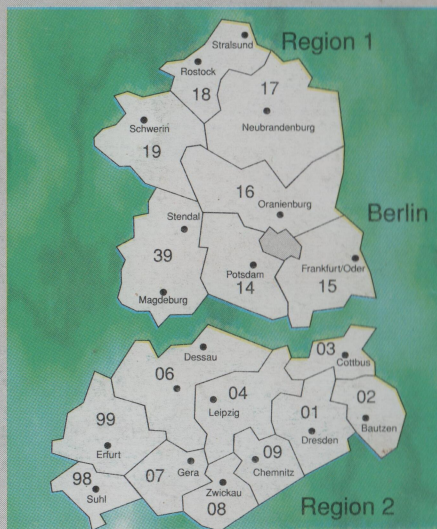 Stralsund
Region 1
Rostock
18
17
Neubrandenburg
Schwerin
19
16
Oranienburg
Stendal
Berlin
39
Potsdam
14
Frankfurt/Oder
15
Magdeburg
03
Cottbus
Dessau
06
04
Leipzig
02
Bautzen
01
Dresden
99
Erfurt
09
Chemnitz
07
Gera
98
Suhl
Zwickau
08
Region 2